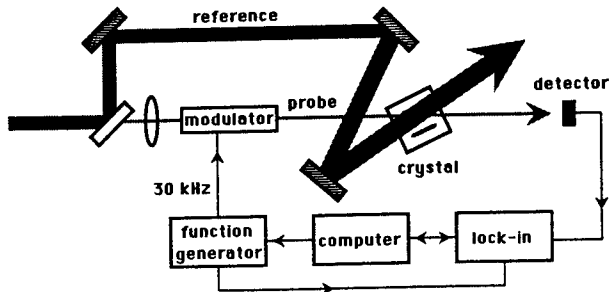 reference
detector
probe
modulator
crystal
30 kHz
function
generator
computer
lock-in